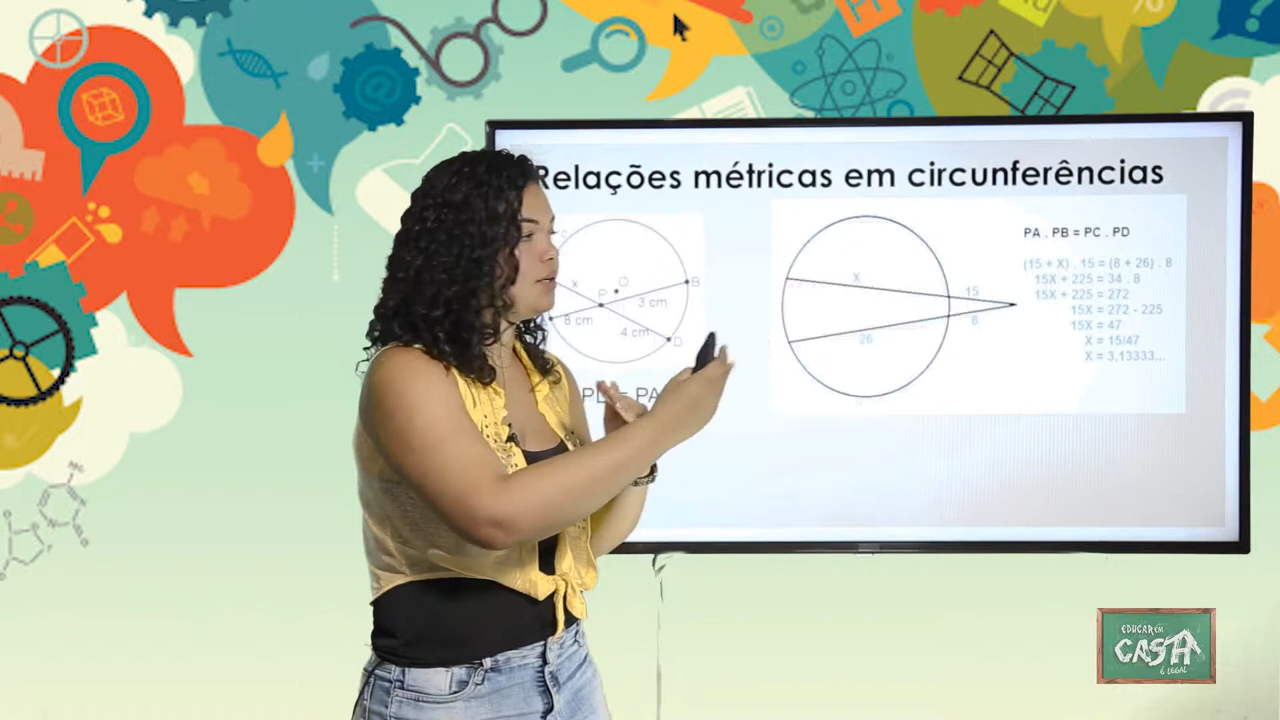 Relações métricas em circunferências
C
x
P
O
B
3 cm
8 cm
4 cm
D
PA
X
15
8
26
PA . PB = PC . PD
(15 + X) . 15 = (8 + 26) . 8
15X + 225 = 34 . 8
15X + 225 = 272
15X = 272 - 225
15X = 47
X = 15/47
X = 3,13333...
EDUCAR EM
CASA
É LEGAL